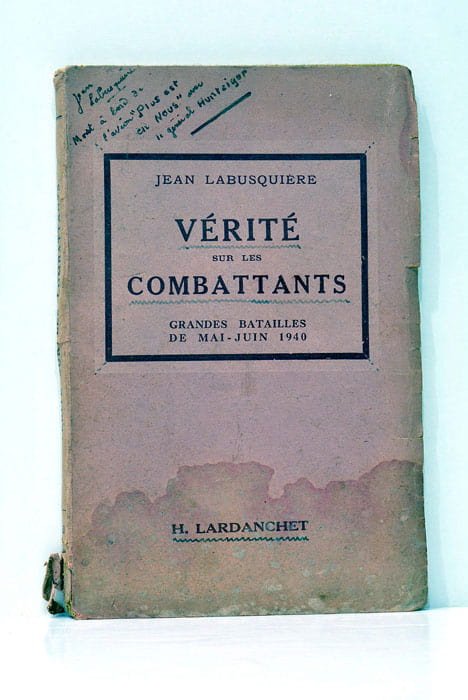 Jean
Labusquière
Mort à bord de
l'avion "Plus est
en Nous" avec
le général Huntziger
JEAN LABUSQUIÈRE
VÉRITÉ
SUR LES
COMBATTANTS
GRANDES BATAILLES
DE MAI-JUIN 1940
H. LARDANCHET